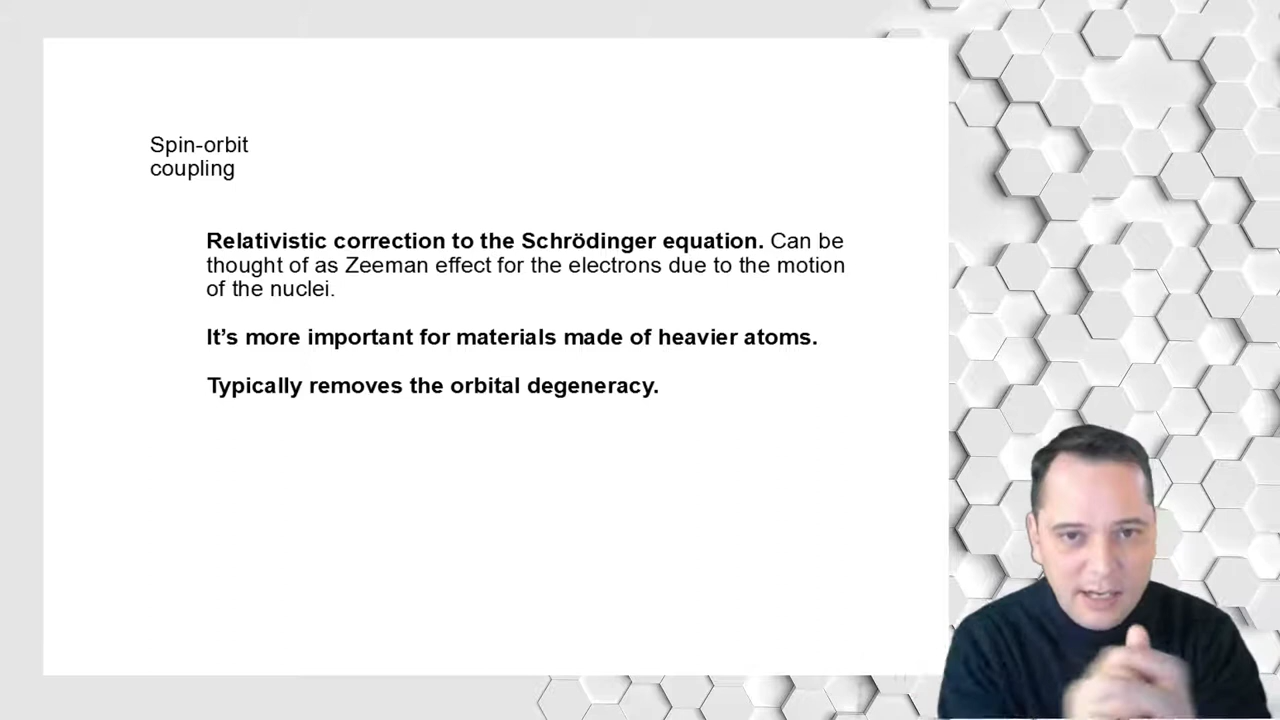 Spin-orbit
coupling
Relativistic correction to the Schrödinger equation. Can be
thought of as Zeeman effect for the electrons due to the motion
of the nuclei.
It’s more important for materials made of heavier atoms.
Typically removes the orbital degeneracy.